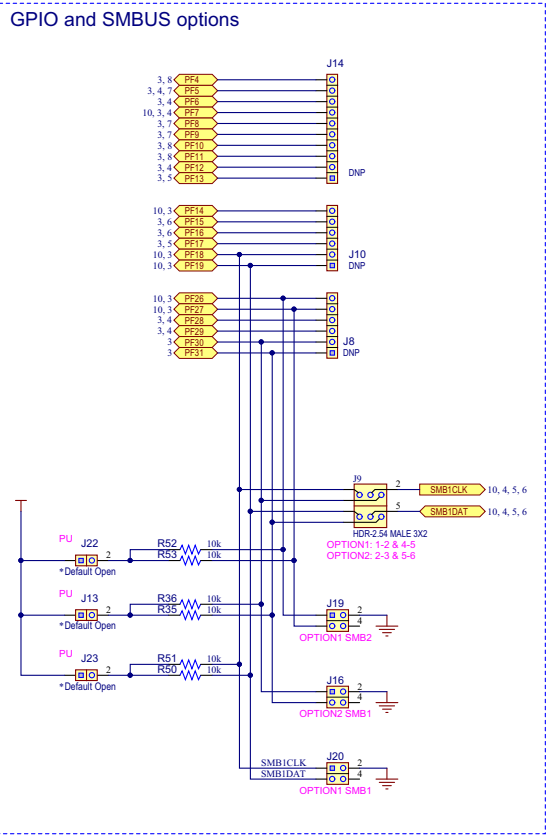 GPIO and SMBUS options
J14
3, 8 PF4
3, 4, 7 PF5
3, 4 PF6
10, 3, 4 PF7
3, 7 PF8
3, 7 PF9
3, 8 PF10
3, 8 PF11
3, 4 PF12
3, 5 PF13
DNP
10, 3 PF14
3, 6 PF15
3, 6 PF16
3, 5 PF17
10, 3 PF18
10, 3 PF19
J10
DNP
10, 3 PF26
10, 3 PF27
3, 4 PF28
3, 4 PF29
3 PF30
3 PF31
J8
DNP
J9
2 SMB1CLK 10, 4, 5, 6
5 SMB1DAT 10, 4, 5, 6
HDR-2.54 MALE 3X2
OPTION1: 1-2 & 4-5
OPTION2: 2-3 & 5-6
PU
J22
2
*Default Open
R52 10k
R53 10k
PU
J13
2
*Default Open
R36 10k
R35 10k
J19
2
4
OPTION1 SMB2
PU
J23
2
*Default Open
R51 10k
R50 10k
J16
2
4
OPTION2 SMB1
J20
SMB1CLK 2
SMB1DAT 4
OPTION1 SMB1